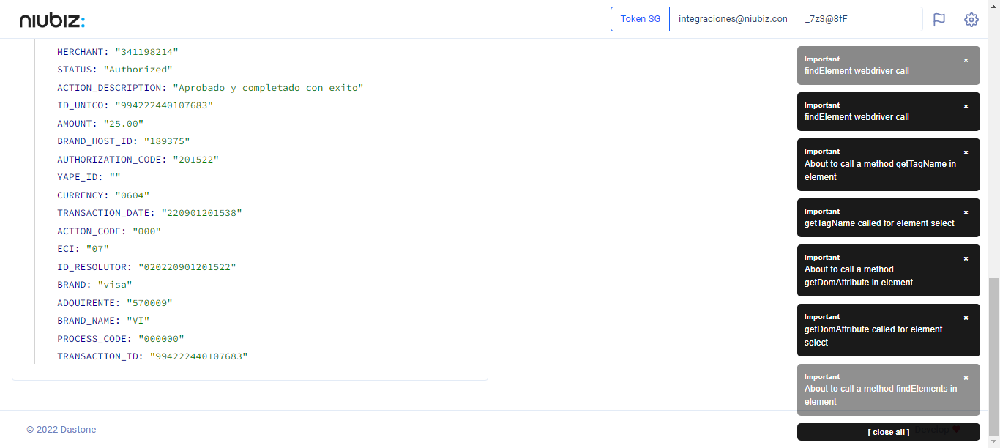 niubiz:
Token SG
integraciones@niubiz.con
_7z3@8fF
MERCHANT: "341198214"
STATUS: "Authorized"
ACTION_DESCRIPTION: "Aprobado y completado con exito"
ID_UNICO: "994222440107683"
AMOUNT: "25.00"
BRAND_HOST_ID: "189375"
AUTHORIZATION_CODE: "201522"
YAPE_ID: ""
CURRENCY: "0604"
TRANSACTION_DATE: "220901201538"
ACTION_CODE: "000"
ECI: "07"
ID_RESOLUTOR: "020220901201522"
BRAND: "visa"
ADQUIRENTE: "570009"
BRAND_NAME: "VI"
PROCESS_CODE: "000000"
TRANSACTION_ID: "994222440107683"
Important
findElement webdriver call
Important
findElement webdriver call
Important
About to call a method getTagName in
element
Important
getTagName called for element select
Important
About to call a method
getDomAttribute in element
Important
getDomAttribute called for element
select
Important
About to call a method findElements in
element
[ close all ]
© 2022 Dastone